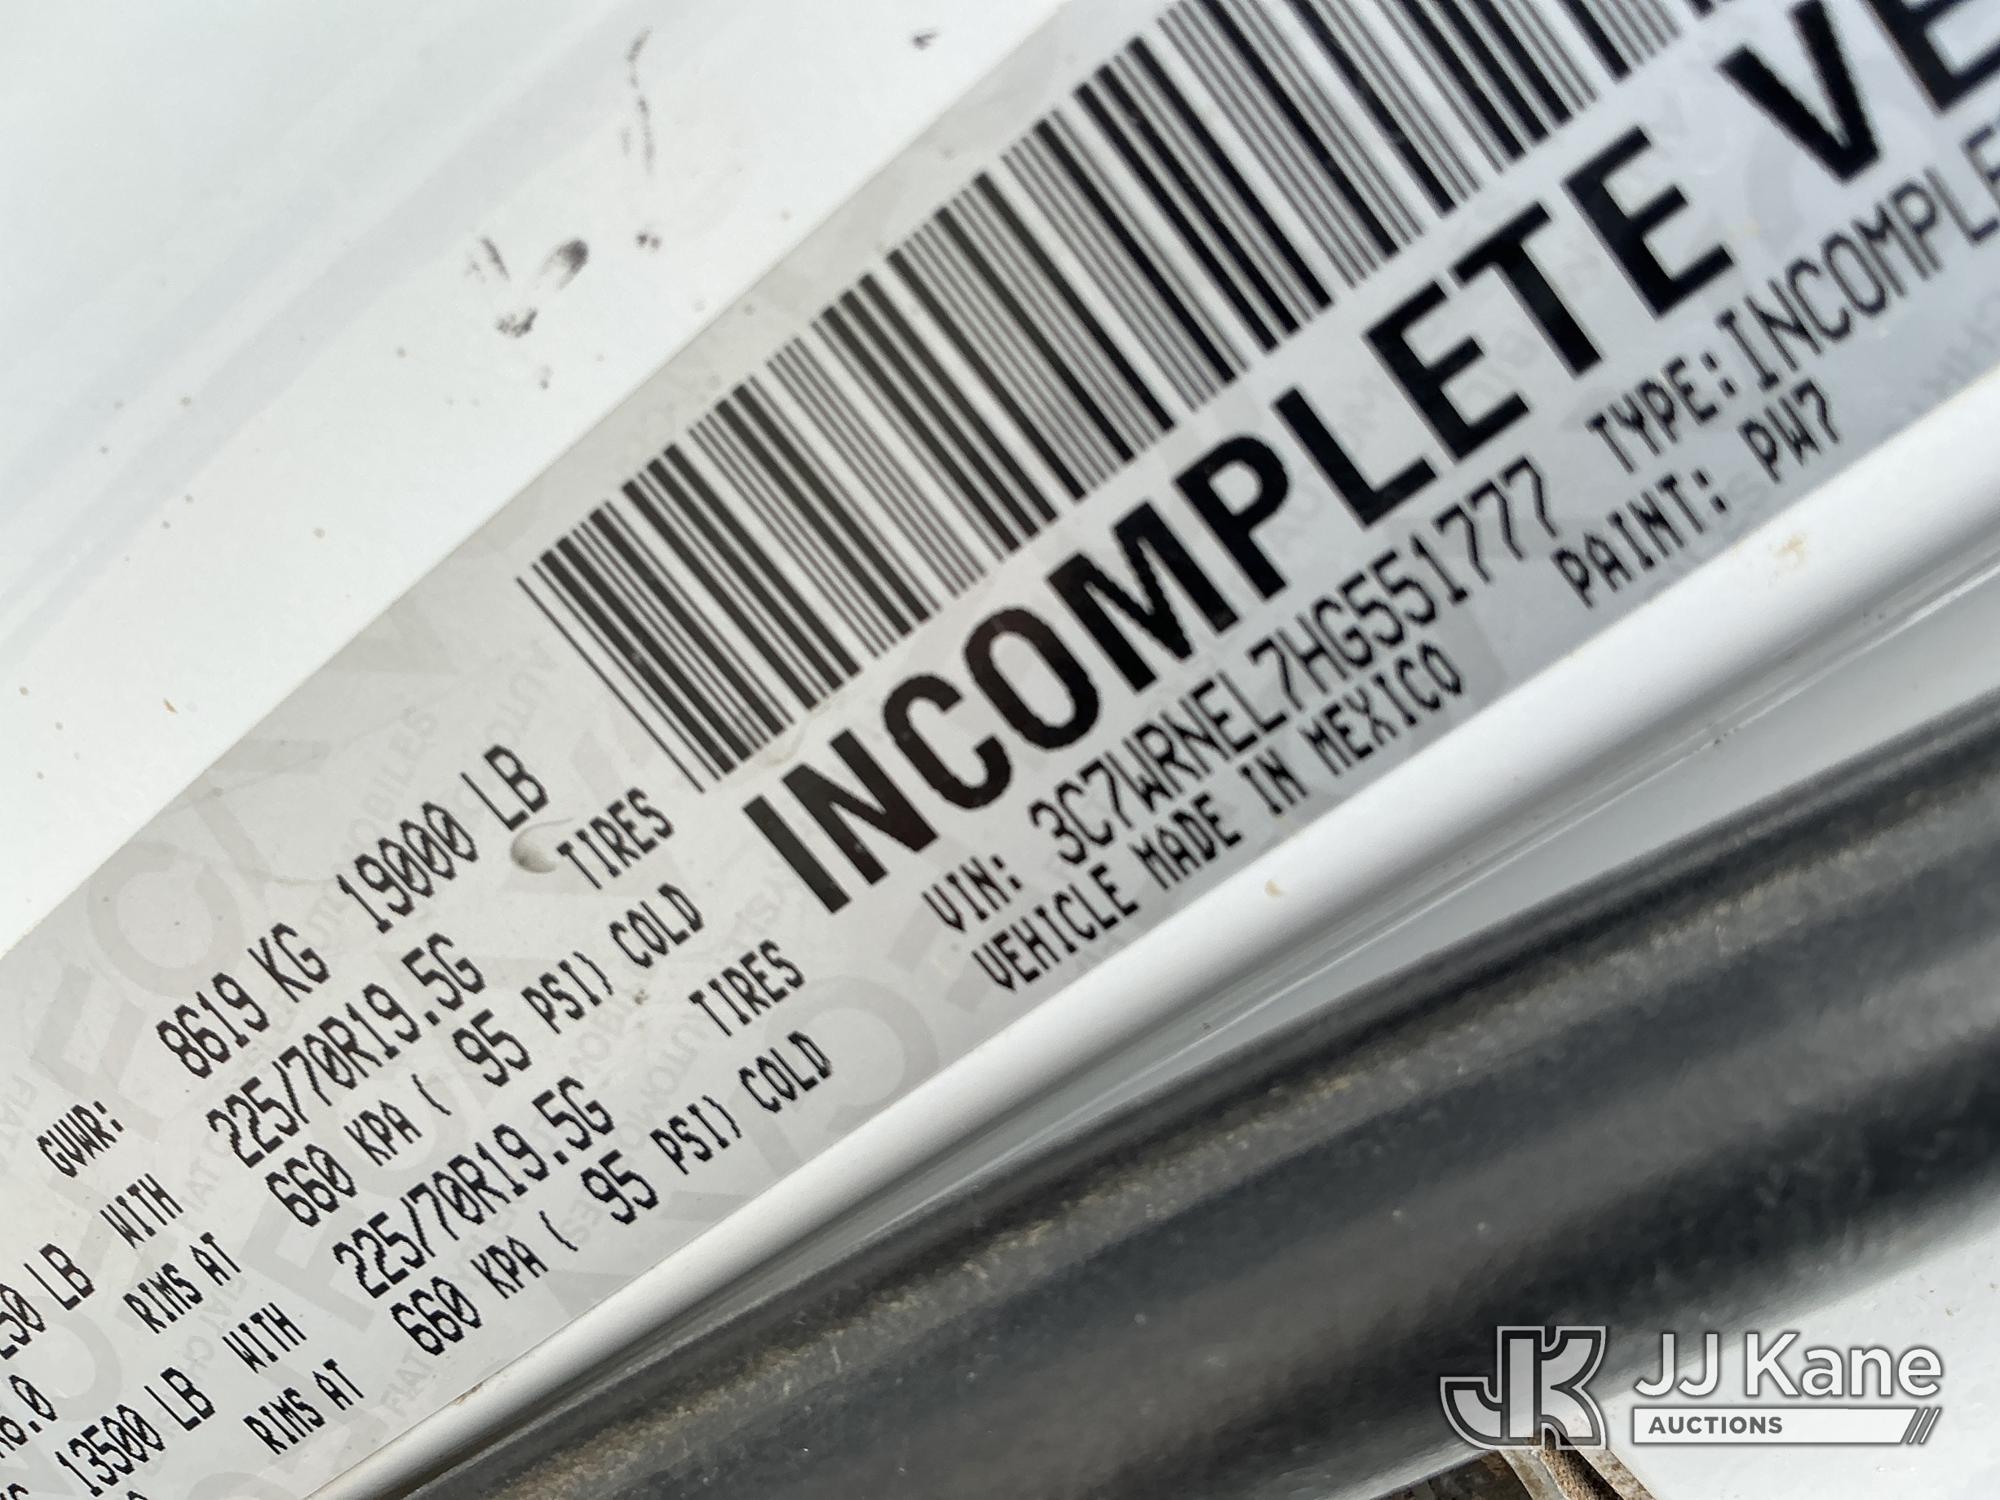 GVWR: 8619 KG 19000 LB
250 LB WITH 225/70R19.5G TIRES
RIMS AT 660 KPA ( 95 PSI) COLD
13500 LB WITH 225/70R19.5G TIRES
RIMS AT 660 KPA ( 95 PSI) COLD
INCOMPLETE VE
VIN: 3C7WRNEL7HG551777 TYPE: INCOMPLE
VEHICLE MADE IN MEXICO PAINT: PW7
JJ Kane
AUCTIONS